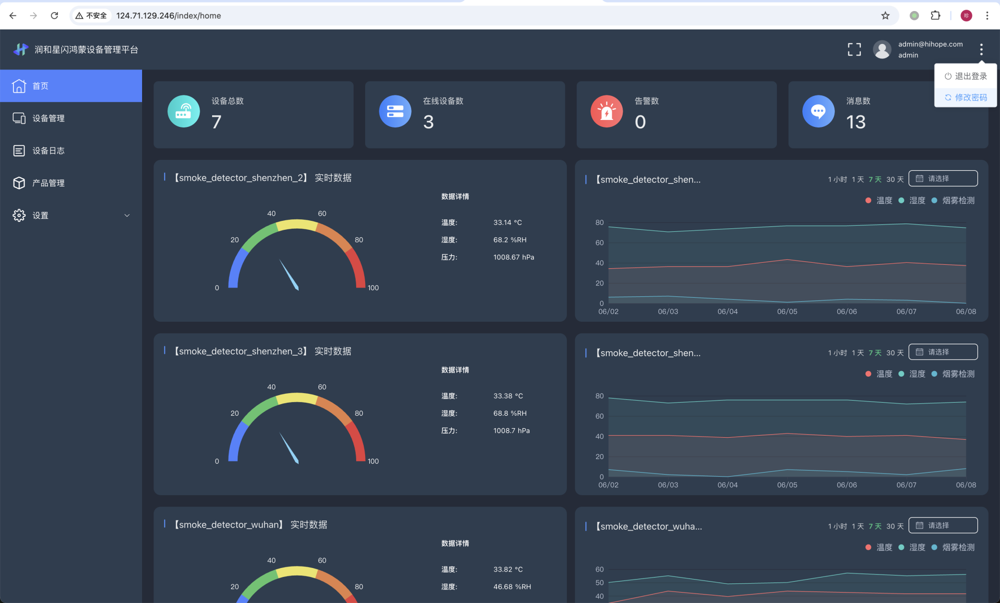 不安全 124.71.129.246/index/home
珍
润和星闪鸿蒙设备管理平台
admin@hihope.com
admin
退出登录
修改密码
首页
设备管理
设备日志
产品管理
设置
设备总数
7
在线设备数
3
告警数
0
消息数
13
【smoke_detector_shenzhen_2】 实时数据
数据详情
温度: 33.14 °C
湿度: 68.2 %RH
压力: 1008.67 hPa
40 60
20 80
0 100
【smoke_detector_shen...
1 小时 1 天 7 天 30 天 请选择
温度 湿度 烟雾检测
80
60
40
20
0
06/02 06/03 06/04 06/05 06/06 06/07 06/08
【smoke_detector_shenzhen_3】 实时数据
数据详情
温度: 33.38 °C
湿度: 68.8 %RH
压力: 1008.7 hPa
40 60
20 80
0 100
【smoke_detector_shen...
1 小时 1 天 7 天 30 天 请选择
温度 湿度 烟雾检测
80
60
40
20
0
06/02 06/03 06/04 06/05 06/06 06/07 06/08
【smoke_detector_wuhan】 实时数据
数据详情
温度: 33.82 °C
湿度: 46.68 %RH
40 60
20 80
【smoke_detector_wuha...
1 小时 1 天 7 天 30 天 请选择
温度 湿度 烟雾检测
60
50
40